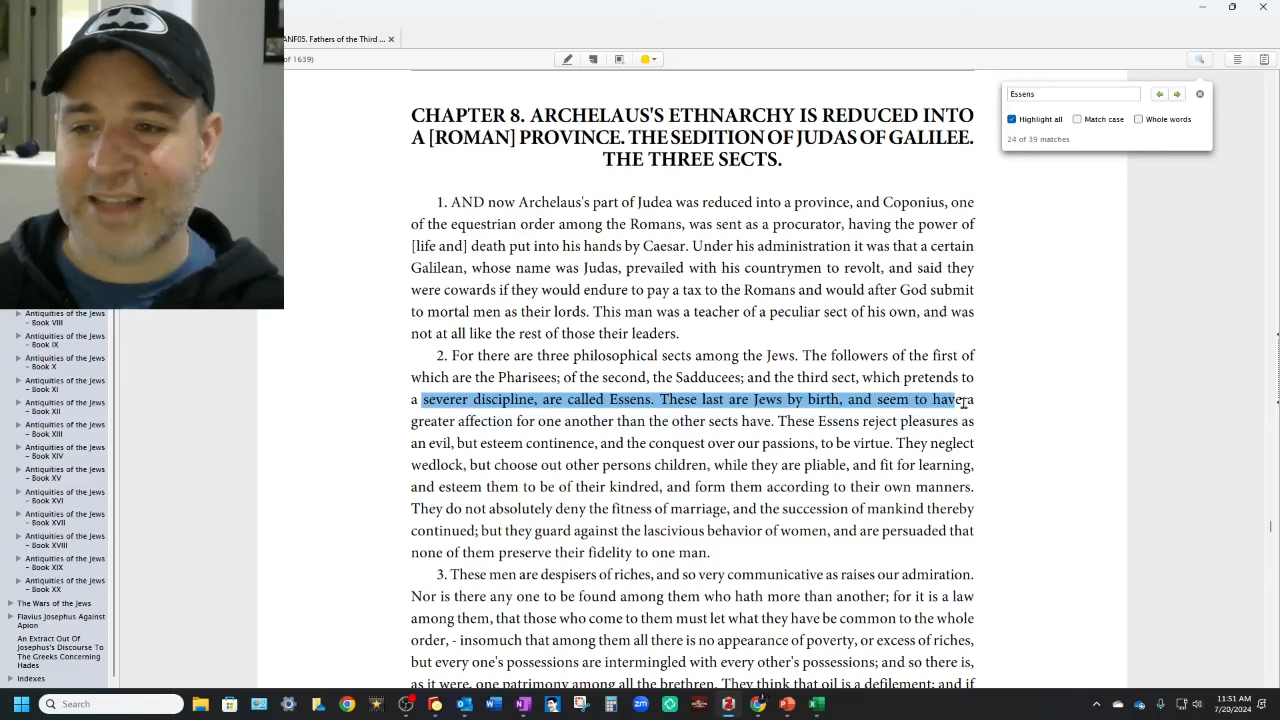 ANF05. Fathers of the Third ...
of 1639)
Essens
Highlight all
Match case
Whole words
24 of 39 matches
CHAPTER 8. ARCHELAUS'S ETHNARCHY IS REDUCED INTO
A [ROMAN] PROVINCE. THE SEDITION OF JUDAS OF GALILEE.
THE THREE SECTS.
1. AND now Archelaus's part of Judea was reduced into a province, and Coponius, one
of the equestrian order among the Romans, was sent as a procurator, having the power of
[life and] death put into his hands by Caesar. Under his administration it was that a certain
Galilean, whose name was Judas, prevailed with his countrymen to revolt, and said they
were cowards if they would endure to pay a tax to the Romans and would after God submit
to mortal men as their lords. This man was a teacher of a peculiar sect of his own, and was
not at all like the rest of those their leaders.
2. For there are three philosophical sects among the Jews. The followers of the first of
which are the Pharisees; of the second, the Sadducees; and the third sect, which pretends to
a severer discipline, are called Essens. These last are Jews by birth, and seem to have a
greater affection for one another than the other sects have. These Essens reject pleasures as
an evil, but esteem continence, and the conquest over our passions, to be virtue. They neglect
wedlock, but choose out other persons children, while they are pliable, and fit for learning,
and esteem them to be of their kindred, and form them according to their own manners.
They do not absolutely deny the fitness of marriage, and the succession of mankind thereby
continued; but they guard against the lascivious behavior of women, and are persuaded that
none of them preserve their fidelity to one man.
3. These men are despisers of riches, and so very communicative as raises our admiration.
Nor is there any one to be found among them who hath more than another; for it is a law
among them, that those who come to them must let what they have be common to the whole
order, - insomuch that among them all there is no appearance of poverty, or excess of riches,
but every one's possessions are intermingled with every other's possessions; and so there is,
as it were, one patrimony among all the brethren. They think that oil is a defilement; and if
Antiquities of the Jews
- Book VIII
Antiquities of the Jews
- Book IX
Antiquities of the Jews
- Book X
Antiquities of the Jews
- Book XI
Antiquities of the Jews
- Book XII
Antiquities of the Jews
- Book XIII
Antiquities of the Jews
- Book XIV
Antiquities of the Jews
- Book XV
Antiquities of the Jews
- Book XVI
Antiquities of the Jews
- Book XVII
Antiquities of the Jews
- Book XVIII
Antiquities of the Jews
- Book XIX
Antiquities of the Jews
- Book XX
The Wars of the Jews
Flavius Josephus Against
Apion
An Extract Out Of
Josephus's Discourse To
The Greeks Concerning
Hades
Indexes
Search
zm
11:51 AM
7/20/2024